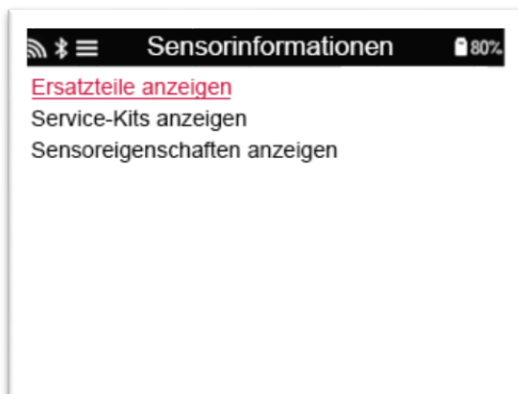 Sensorinformationen 80%
Ersatzteile anzeigen
Service-Kits anzeigen
Sensoreigenschaften anzeigen